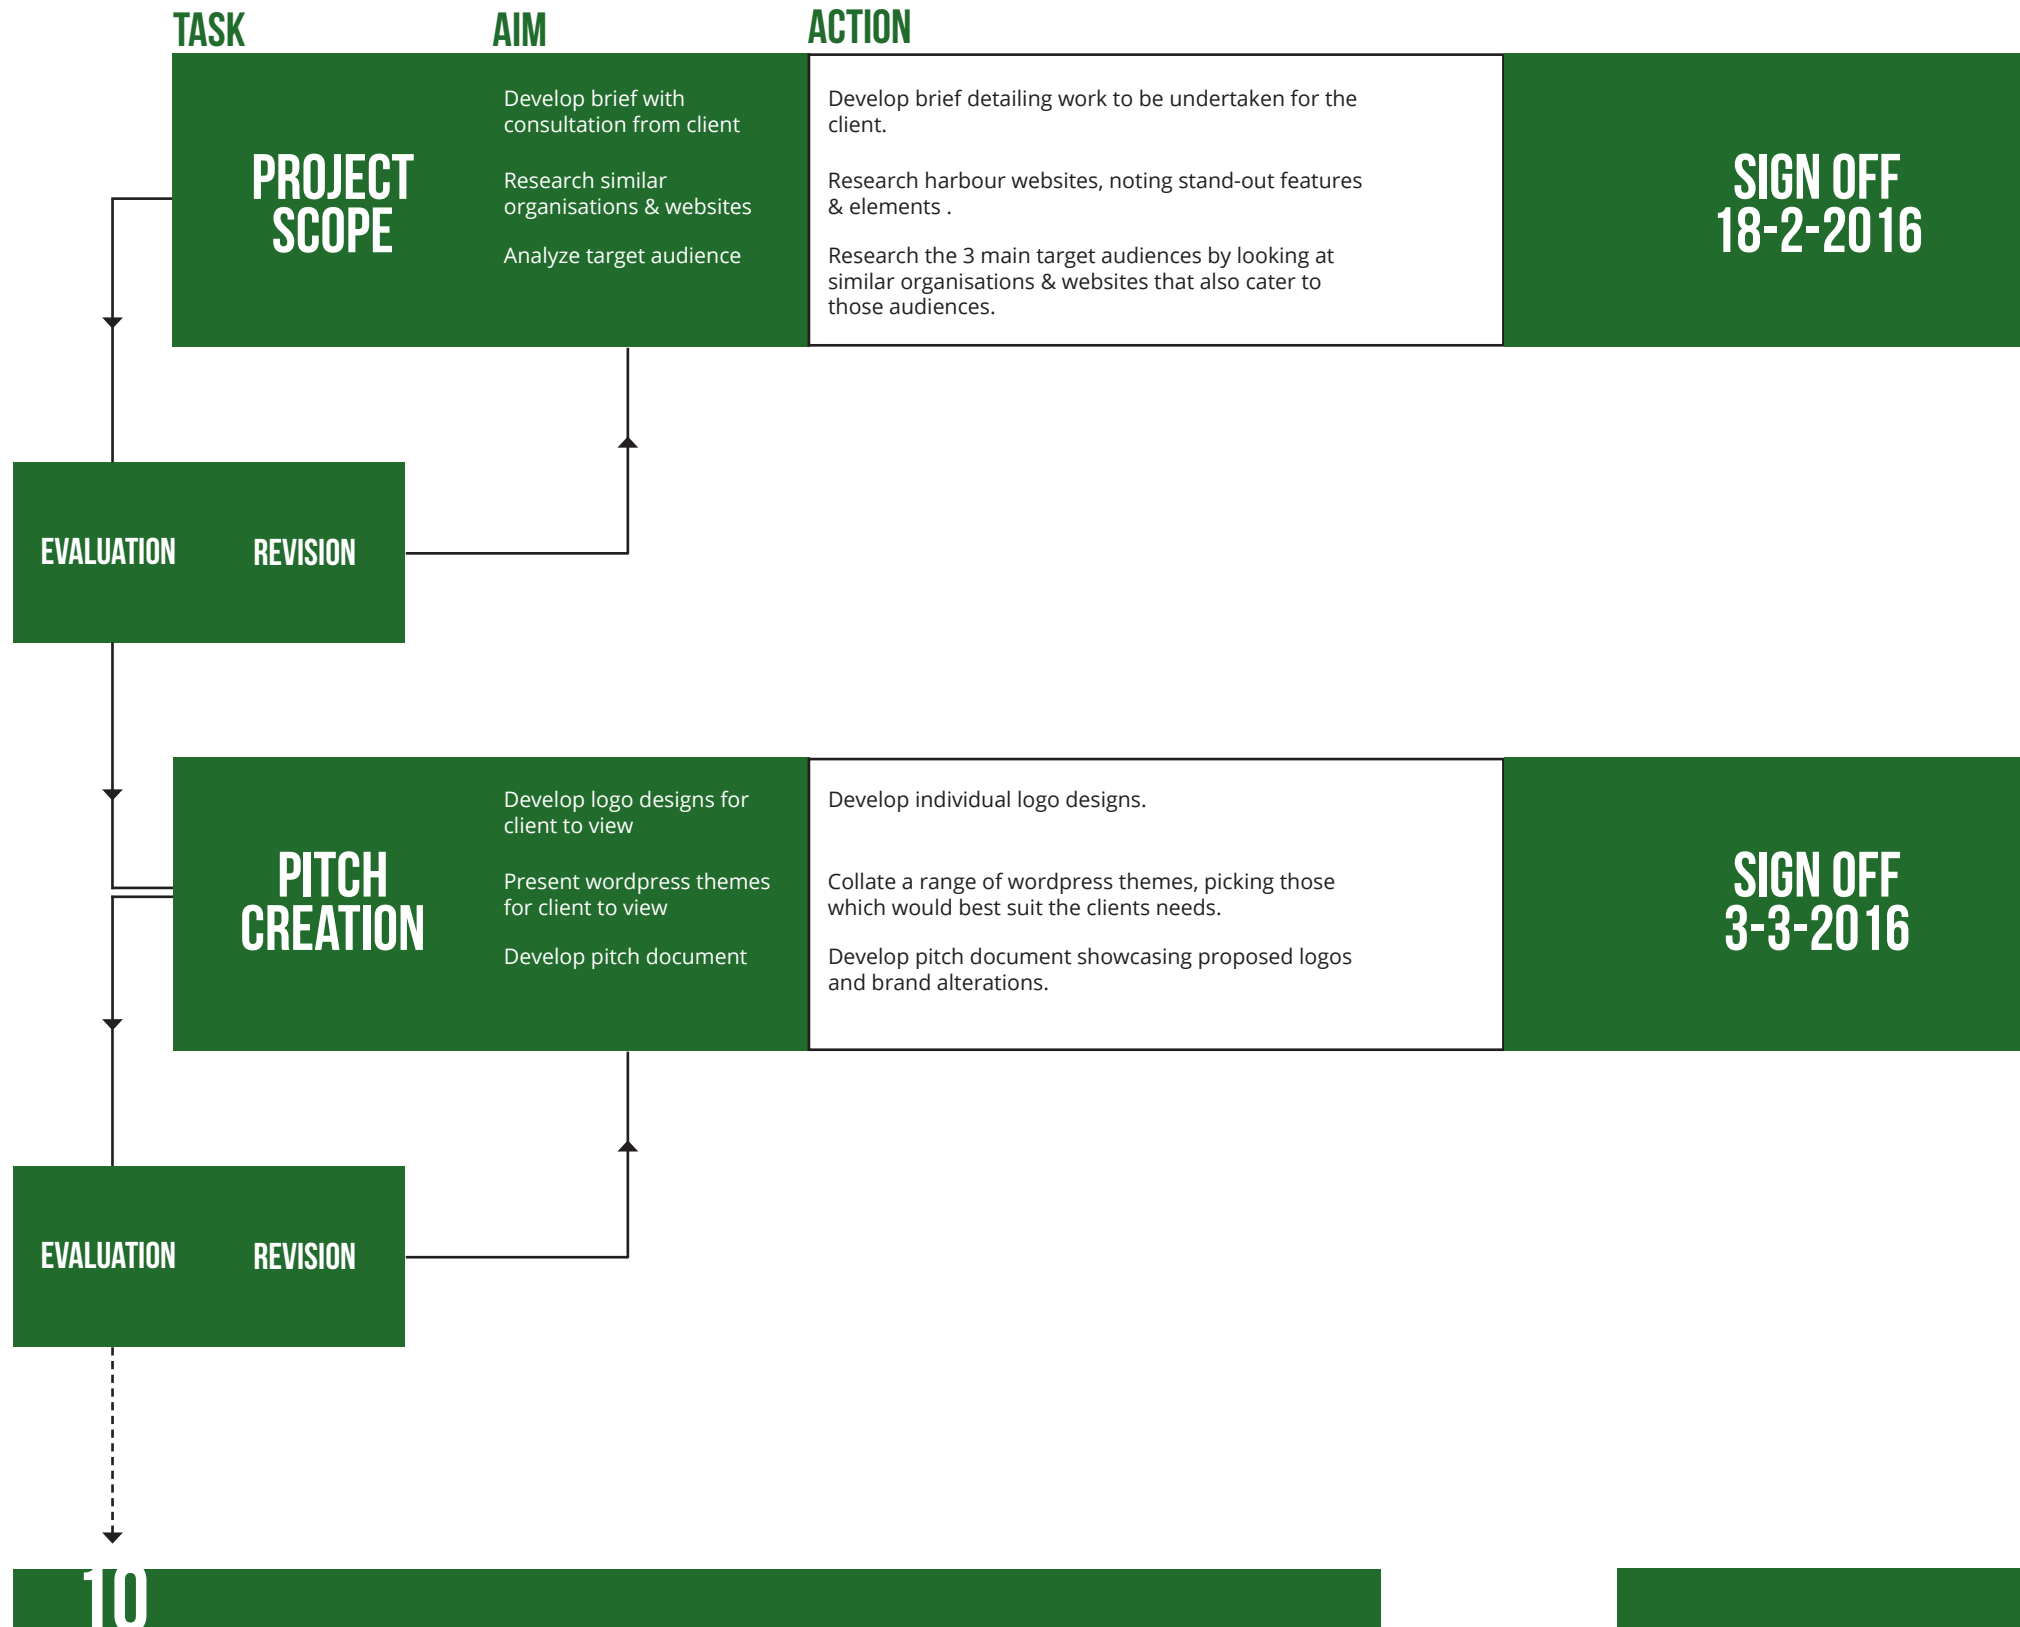 TASK
AIM
ACTION
PROJECT
SCOPE
Develop brief with
consultation from client
Research similar
organisations & websites
Analyze target audience
Develop brief detailing work to be undertaken for the
client.
Research harbour websites, noting stand-out features
& elements .
Research the 3 main target audiences by looking at
similar organisations & websites that also cater to
those audiences.
SIGN OFF
18-2-2016
EVALUATION
REVISION
PITCH
CREATION
Develop logo designs for
client to view
Present wordpress themes
for client to view
Develop pitch document
Develop individual logo designs.
Collate a range of wordpress themes, picking those
which would best suit the clients needs.
Develop pitch document showcasing proposed logos
and brand alterations.
SIGN OFF
3-3-2016
EVALUATION
REVISION
10